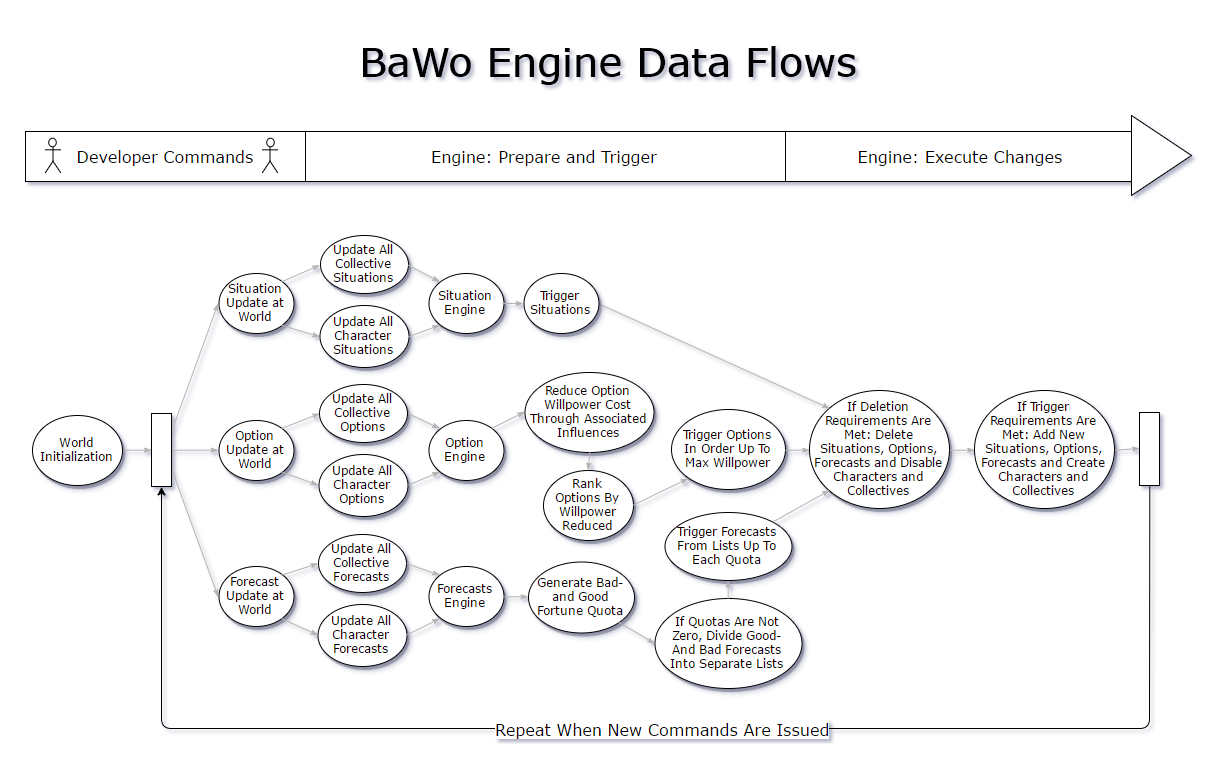 BaWo Engine Data Flows
Developer Commands
Engine: Prepare and Trigger
Engine: Execute Changes
World
Initialization
Situation
Update at
World
Update All
Collective
Situations
Update All
Character
Situations
Situation
Engine
Trigger
Situations
Option
Update at
World
Update All
Collective
Options
Update All
Character
Options
Option
Engine
Reduce Option
Willpower Cost
Through Associated
Influences
Rank
Options By
Willpower
Reduced
Trigger Options
In Order Up To
Max Willpower
Forecast
Update at
World
Update All
Collective
Forecasts
Update All
Character
Forecasts
Forecasts
Engine
Generate Bad-
and Good
Fortune Quota
If Quotas Are Not
Zero, Divide Good-
And Bad Forecasts
Into Separate Lists
Trigger Forecasts
From Lists Up To
Each Quota
If Deletion
Requirements Are
Met: Delete
Situations, Options,
Forecasts and Disable
Characters and
Collectives
If Trigger
Requirements Are
Met: Add New
Situations, Options,
Forecasts and Create
Characters and
Collectives
Repeat When New Commands Are Issued